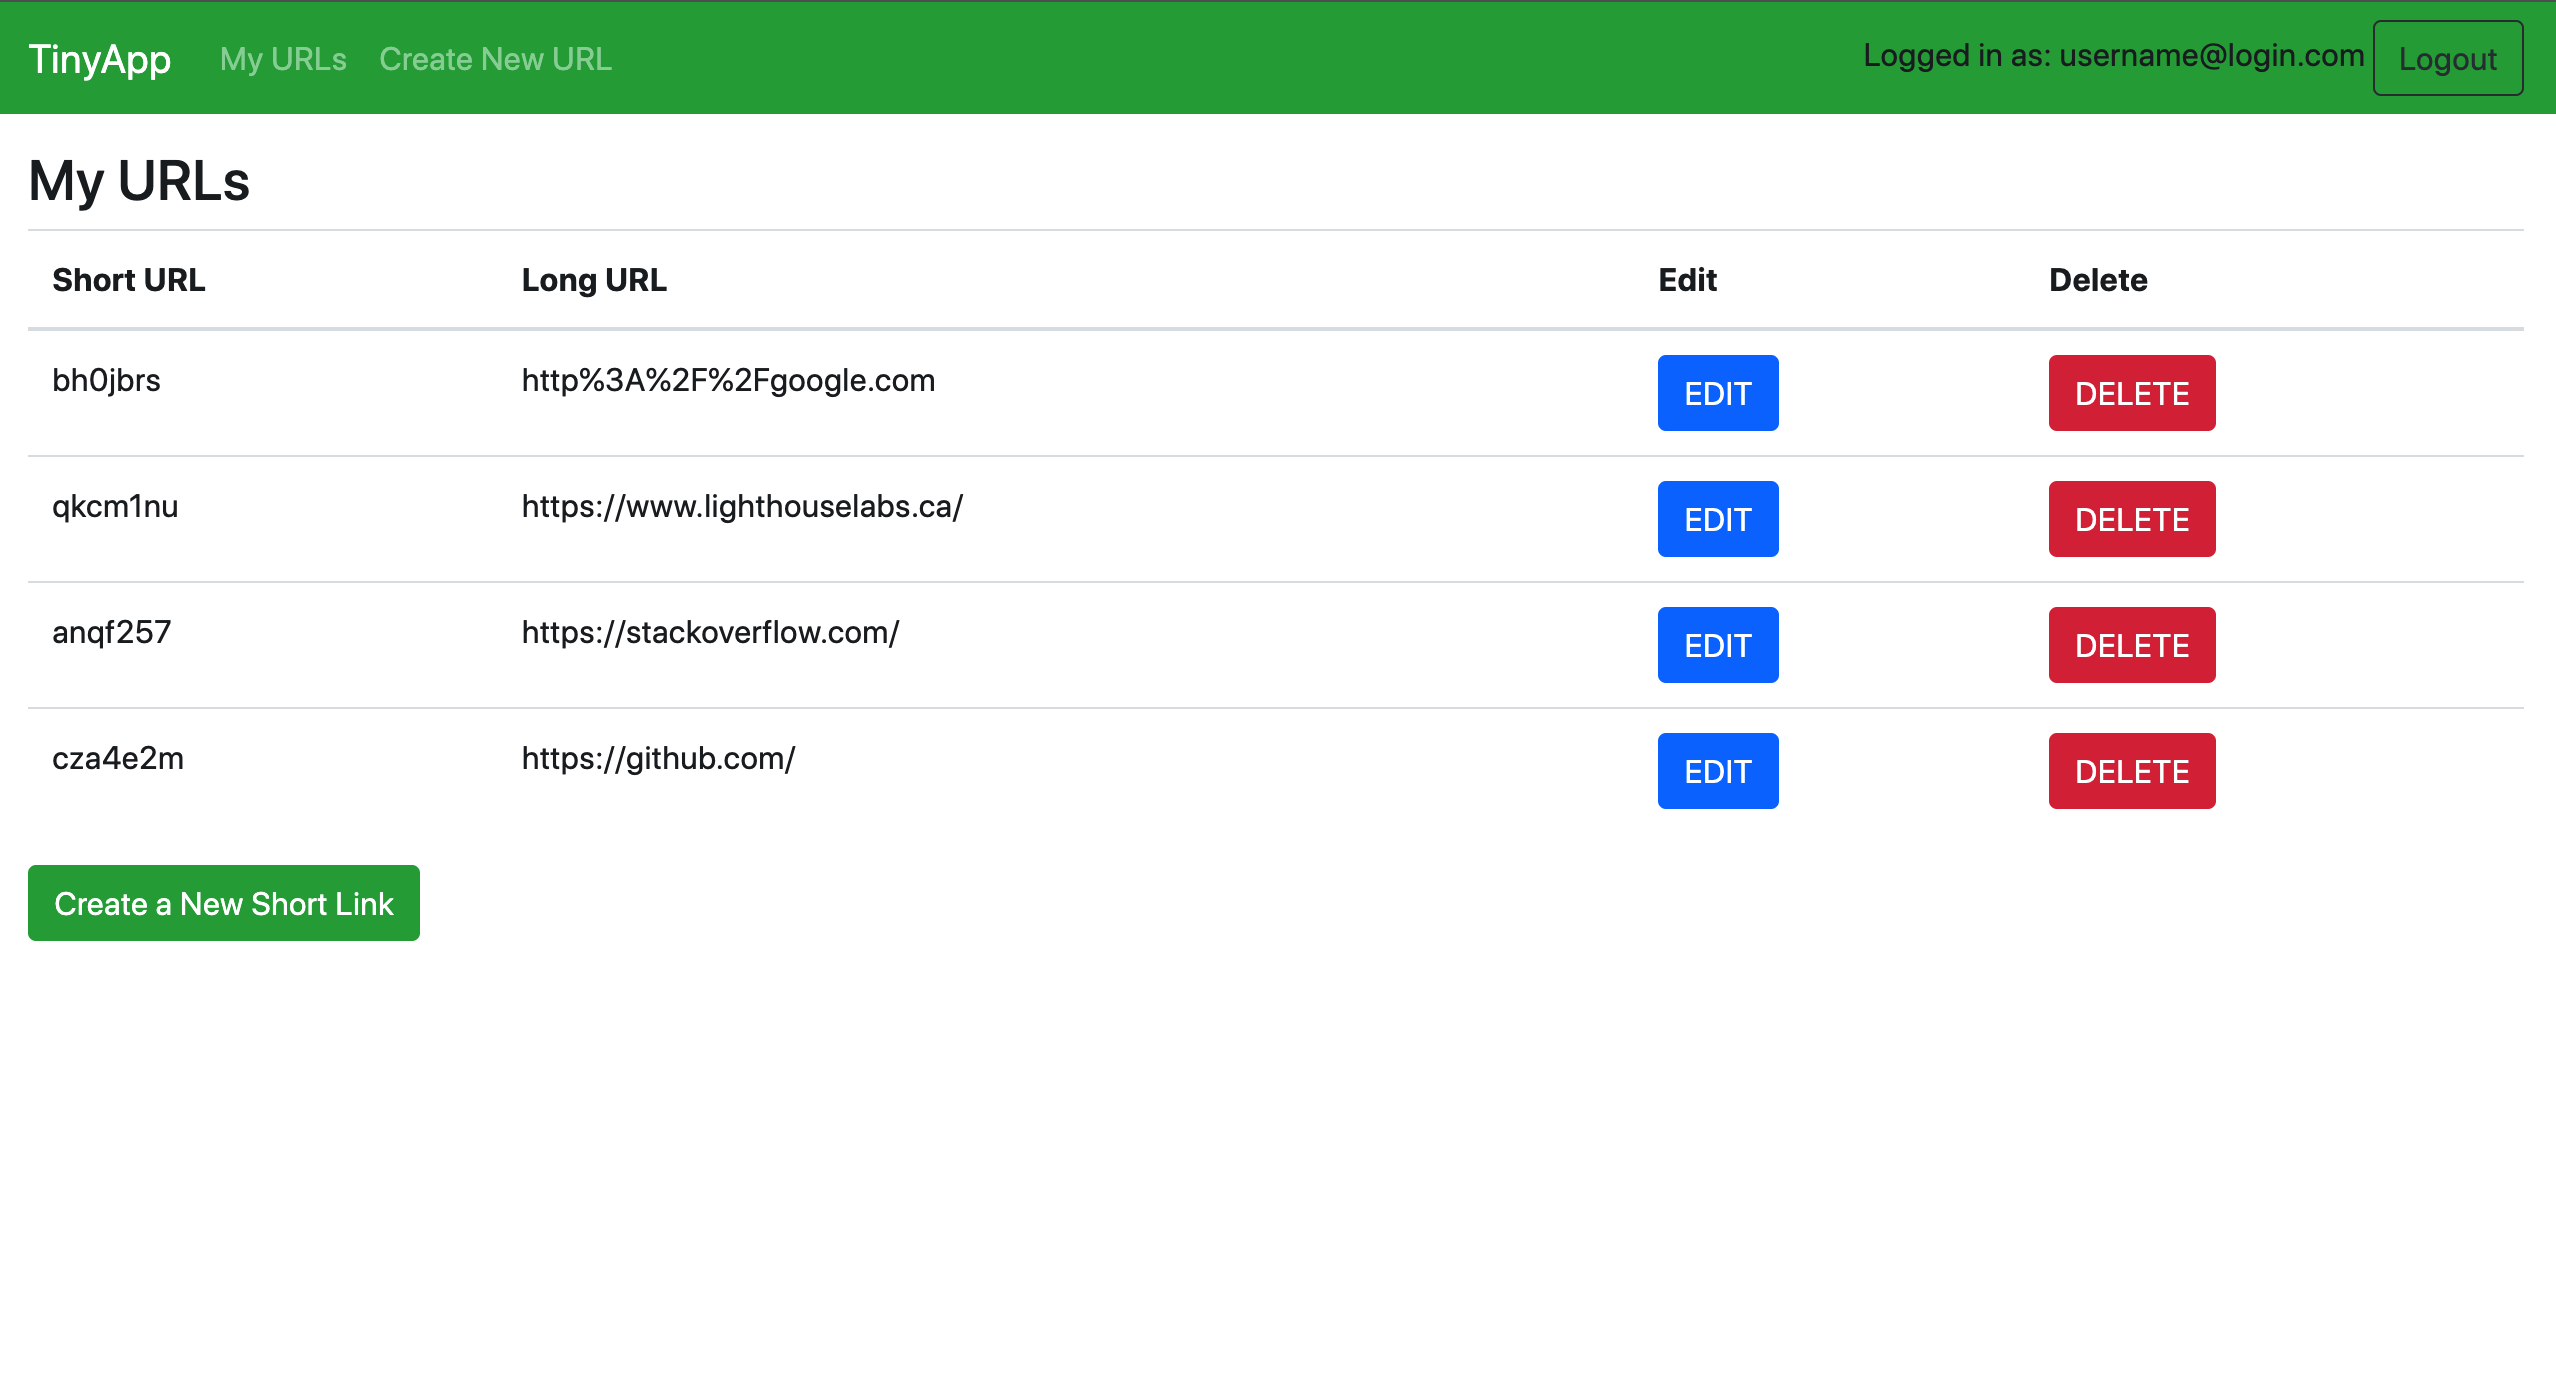 TinyApp My URLs Create New URL Logged in as: username@login.com Logout
My URLs
Short URL Long URL Edit Delete
bh0jbrs http%3A%2F%2Fgoogle.com EDIT DELETE
qkcm1nu https://www.lighthouselabs.ca/ EDIT DELETE
anqf257 https://stackoverflow.com/ EDIT DELETE
cza4e2m https://github.com/ EDIT DELETE
Create a New Short Link